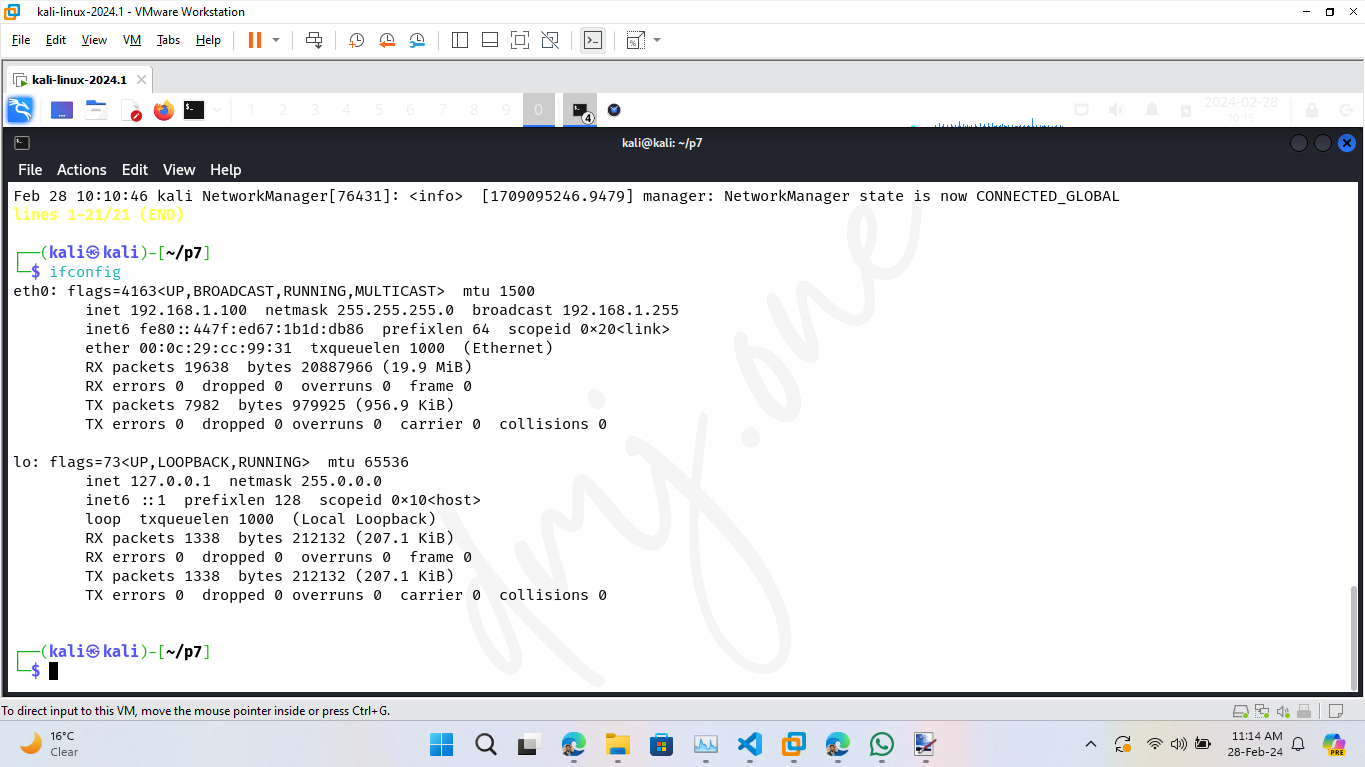 kali-linux-2024.1 - VMware Workstation
File Edit View VM Tabs Help
kali-linux-2024.1
1 2 3 4 5 6 7 8 9 0 4 2024-02-28
10:15
kali@kali: ~/p7
File Actions Edit View Help
Feb 28 10:10:46 kali NetworkManager[76431]: <info>  [1709095246.9479] manager: NetworkManager state is now CONNECTED_GLOBAL
lines 1-21/21 (END)
┌──(kali㉿kali)-[~/p7]
└─$ ifconfig
eth0: flags=4163<UP,BROADCAST,RUNNING,MULTICAST>  mtu 1500
        inet 192.168.1.100  netmask 255.255.255.0  broadcast 192.168.1.255
        inet6 fe80::447f:ed67:1b1d:db86  prefixlen 64  scopeid 0×20<link>
        ether 00:0c:29:cc:99:31  txqueuelen 1000  (Ethernet)
        RX packets 19638  bytes 20887966 (19.9 MiB)
        RX errors 0  dropped 0  overruns 0  frame 0
        TX packets 7982  bytes 979925 (956.9 KiB)
        TX errors 0  dropped 0 overruns 0  carrier 0  collisions 0
lo: flags=73<UP,LOOPBACK,RUNNING>  mtu 65536
        inet 127.0.0.1  netmask 255.0.0.0
        inet6 ::1  prefixlen 128  scopeid 0×10<host>
        loop  txqueuelen 1000  (Local Loopback)
        RX packets 1338  bytes 212132 (207.1 KiB)
        RX errors 0  dropped 0  overruns 0  frame 0
        TX packets 1338  bytes 212132 (207.1 KiB)
        TX errors 0  dropped 0 overruns 0  carrier 0  collisions 0
┌──(kali㉿kali)-[~/p7]
└─$
drij.one
To direct input to this VM, move the mouse pointer inside or press Ctrl+G.
16°C
Clear
11:14 AM
28-Feb-24
PRE